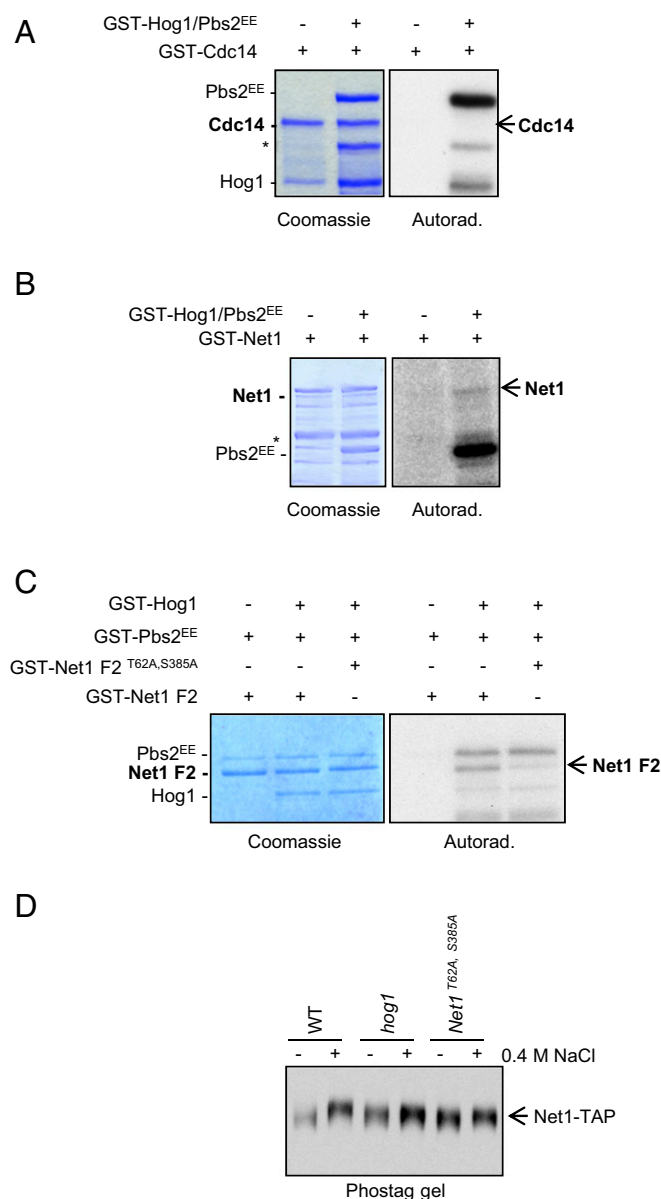 A
GST-Hog1/Pbs2EE - + - +
GST-Cdc14 + + + +
Pbs2EE
Cdc14 -
*
Hog1 -
Cdc14
Coomassie Autorad.
B
GST-Hog1/Pbs2EE - + - +
GST-Net1 + + + +
Net1 -
*
Pbs2EE -
Net1
Coomassie Autorad.
C
GST-Hog1 - + + - + +
GST-Pbs2EE + + + + + +
GST-Net1 F2 T62A,S385A - - + - - +
GST-Net1 F2 + + - + + -
Pbs2EE -
Net1 F2 -
Hog1 -
Net1 F2
Coomassie Autorad.
D
WT hog1 Net1 T62A, S385A
- + - + - + 0.4 M NaCl
Net1-TAP
Phostag gel